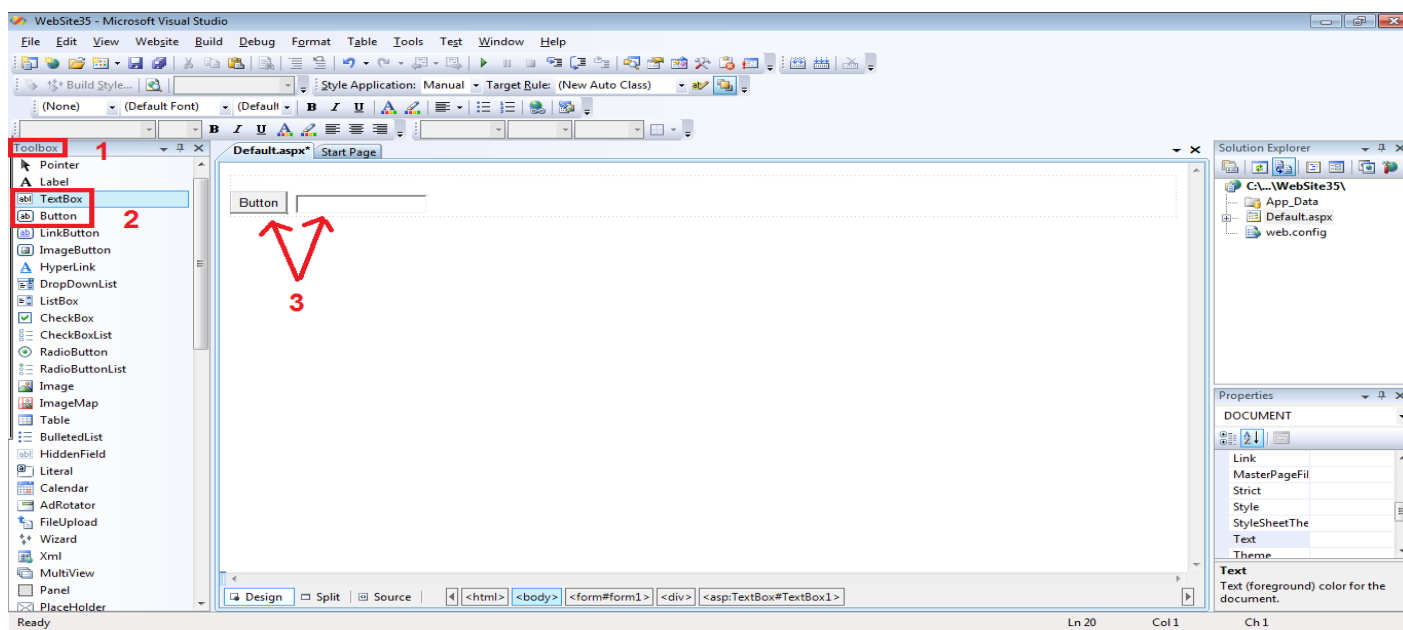 WebSite35 - Microsoft Visual Studio
File Edit View Website Build Debug Format Table Tools Test Window Help
Build Style... Style Application: Manual Target Rule: (New Auto Class)
(None) (Default Font) (Default B I U A
B I U A
Toolbox 1
Pointer
A Label
abl TextBox
ab Button
2
ab LinkButton
ImageButton
A HyperLink
DropDownList
ListBox
CheckBox
CheckBoxList
RadioButton
RadioButtonList
Image
ImageMap
Table
BulletedList
abl HiddenField
Literal
Calendar
AdRotator
FileUpload
Wizard
Xml
MultiView
Panel
PlaceHolder
Default.aspx* Start Page
Button
3
Design Split Source <html> <body> <form#form1> <div> <asp:TextBox#TextBox1>
Solution Explorer
C:\...\WebSite35\
App_Data
Default.aspx
web.config
Properties
DOCUMENT
Link
MasterPageFil
Strict
Style
StyleSheetThe
Text
Theme
Text
Text (foreground) color for the
document.
Ready Ln 20 Col 1 Ch 1